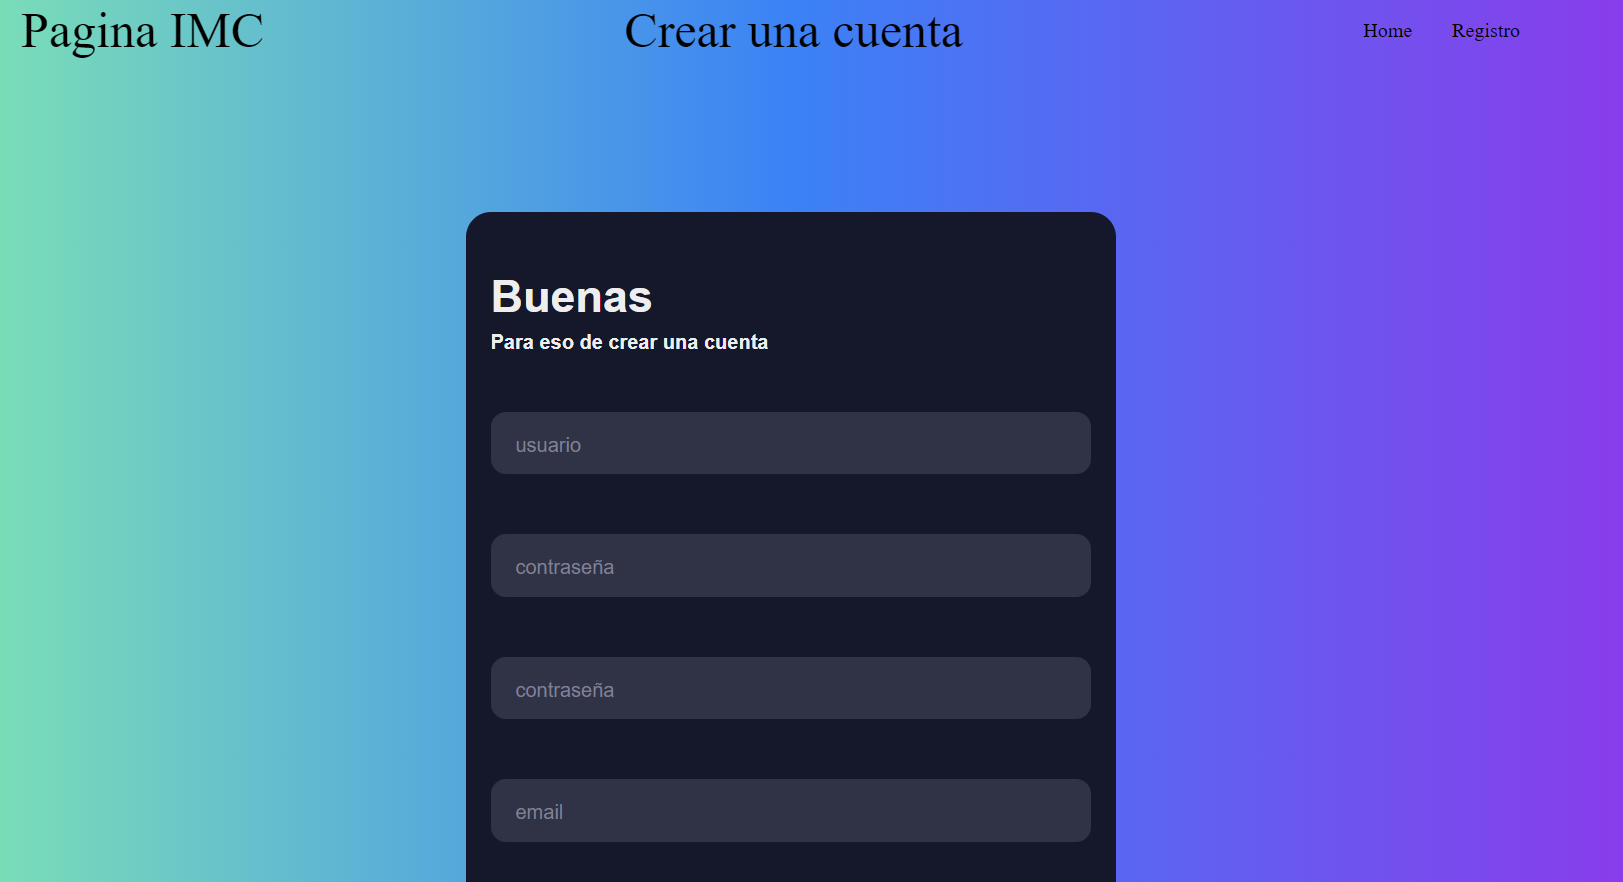 Pagina IMC
Crear una cuenta
Home
Registro
Buenas
Para eso de crear una cuenta
usuario
contraseña
contraseña
email